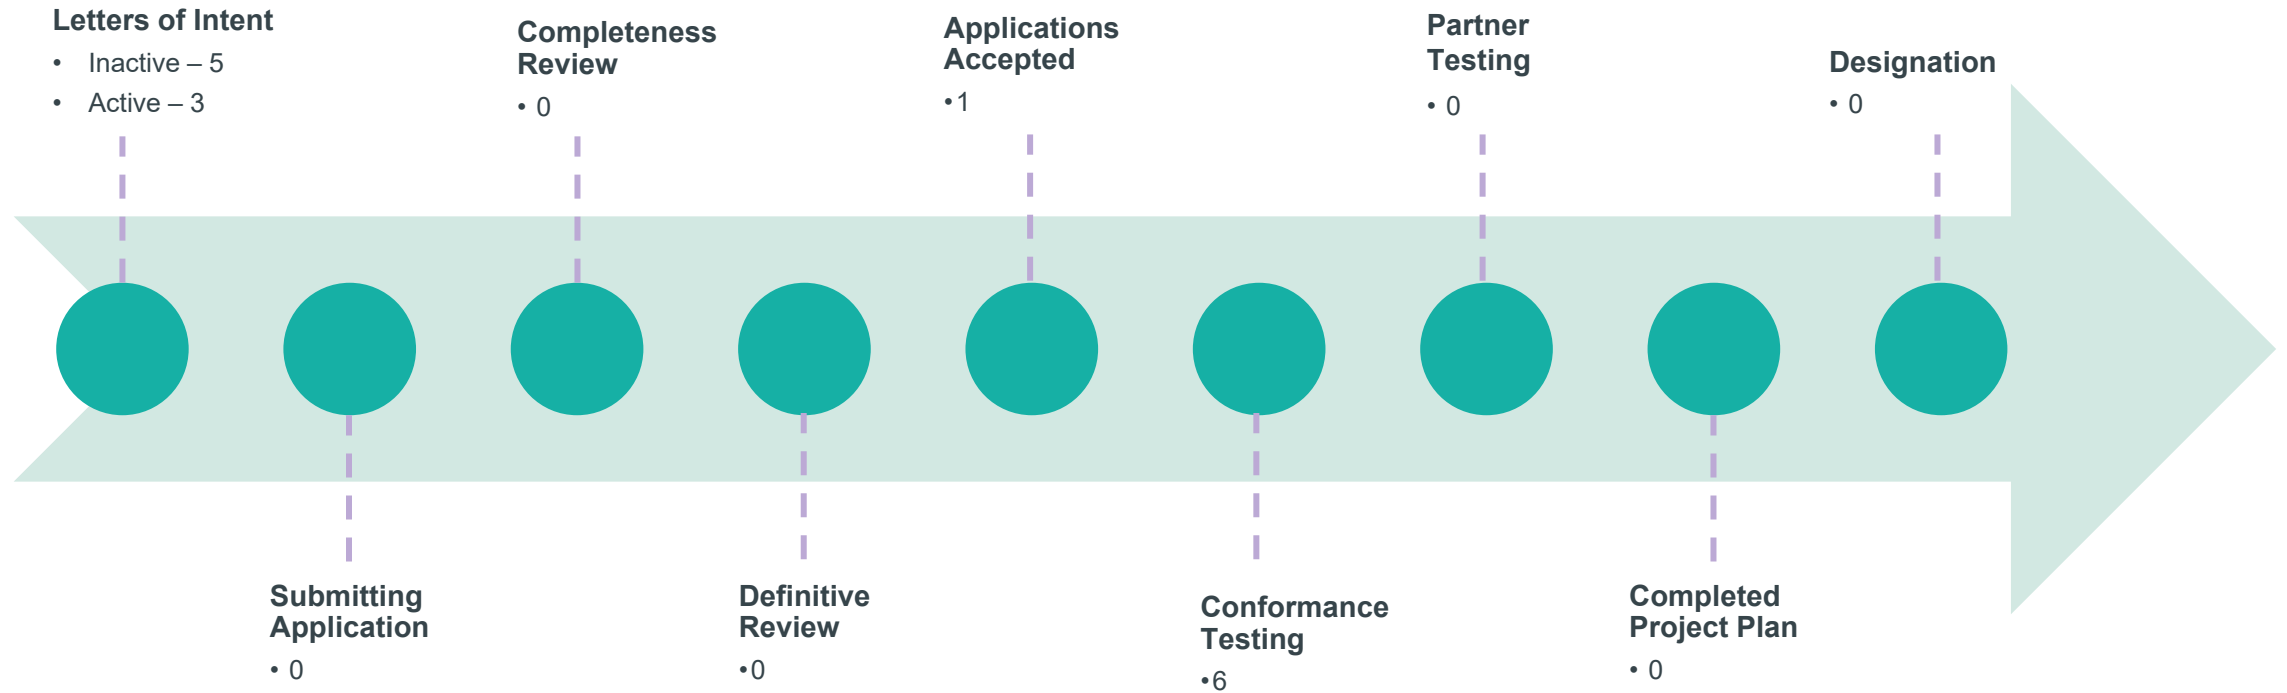 Letters of Intent
• Inactive – 5
• Active – 3
Submitting
Application
• 0
Completeness
Review
• 0
Definitive
Review
•0
Applications
Accepted
•1
Conformance
Testing
•6
Partner
Testing
• 0
Completed
Project Plan
• 0
Designation
• 0